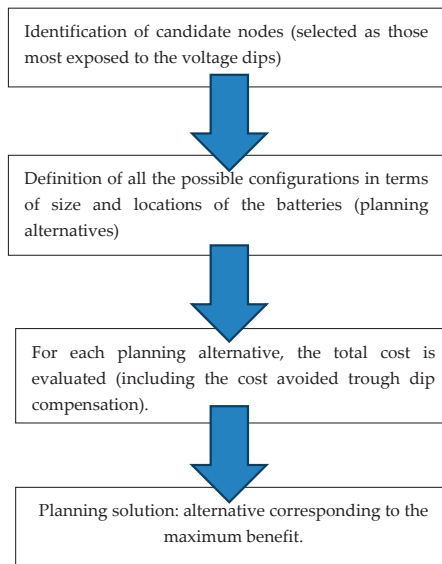 Identification of candidate nodes (selected as those
most exposed to the voltage dips)
Definition of all the possible configurations in terms
of size and locations of the batteries (planning
alternatives)
For each planning alternative, the total cost is
evaluated (including the cost avoided trough dip
compensation).
Planning solution: alternative corresponding to the
maximum benefit.